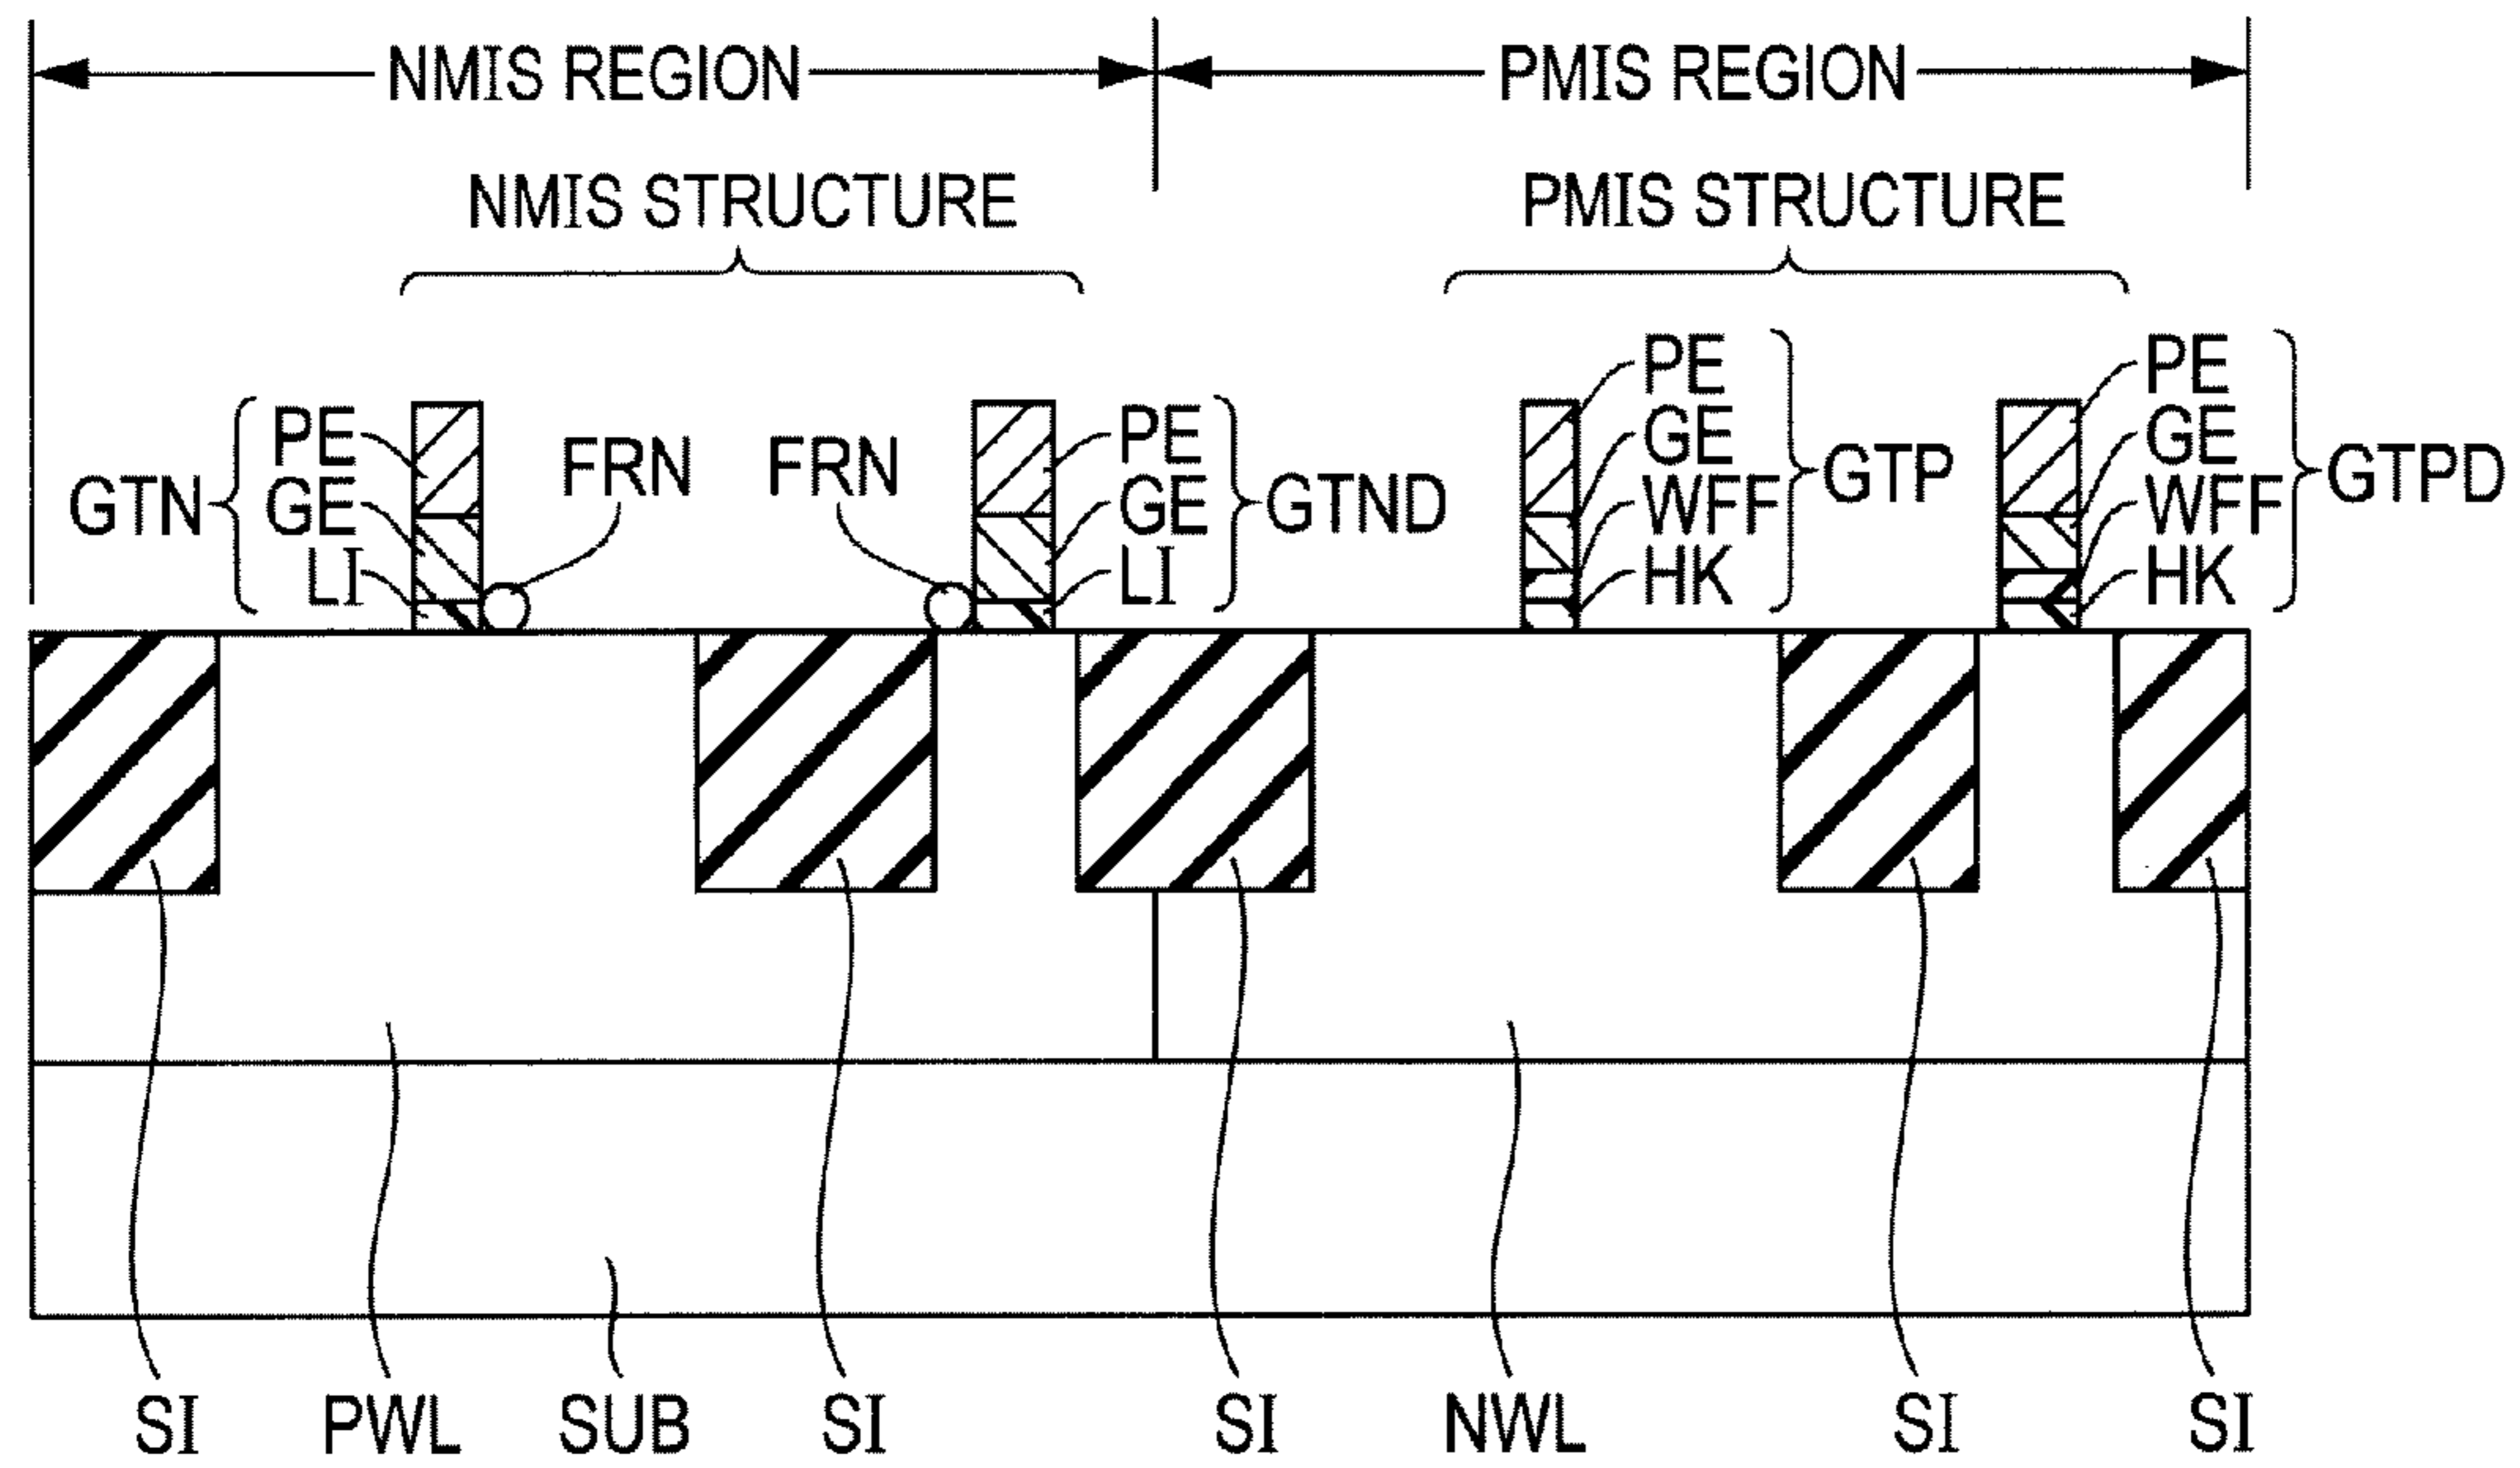 NMIS REGION PMIS REGION
NMIS STRUCTURE PMIS STRUCTURE
PE PE
PE FRN FRN PE GE GE
GTN GE GE GTND WFF GTP WFF GTPD
LI LI HK HK
SI PWL SUB SI SI NWL SI SI